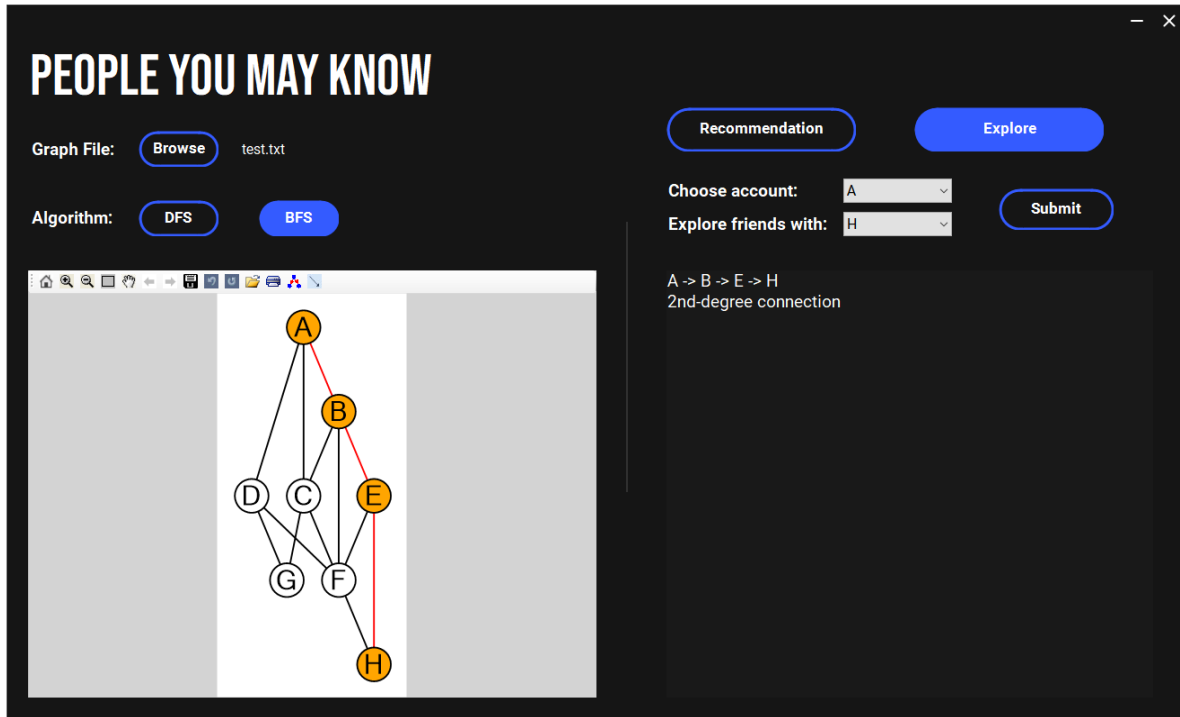 PEOPLE YOU MAY KNOW
Graph File: Browse test.txt
Algorithm: DFS BFS
A
B
D C E
G F
H
Recommendation Explore
Choose account: A
Explore friends with: H
Submit
A -> B -> E -> H
2nd-degree connection